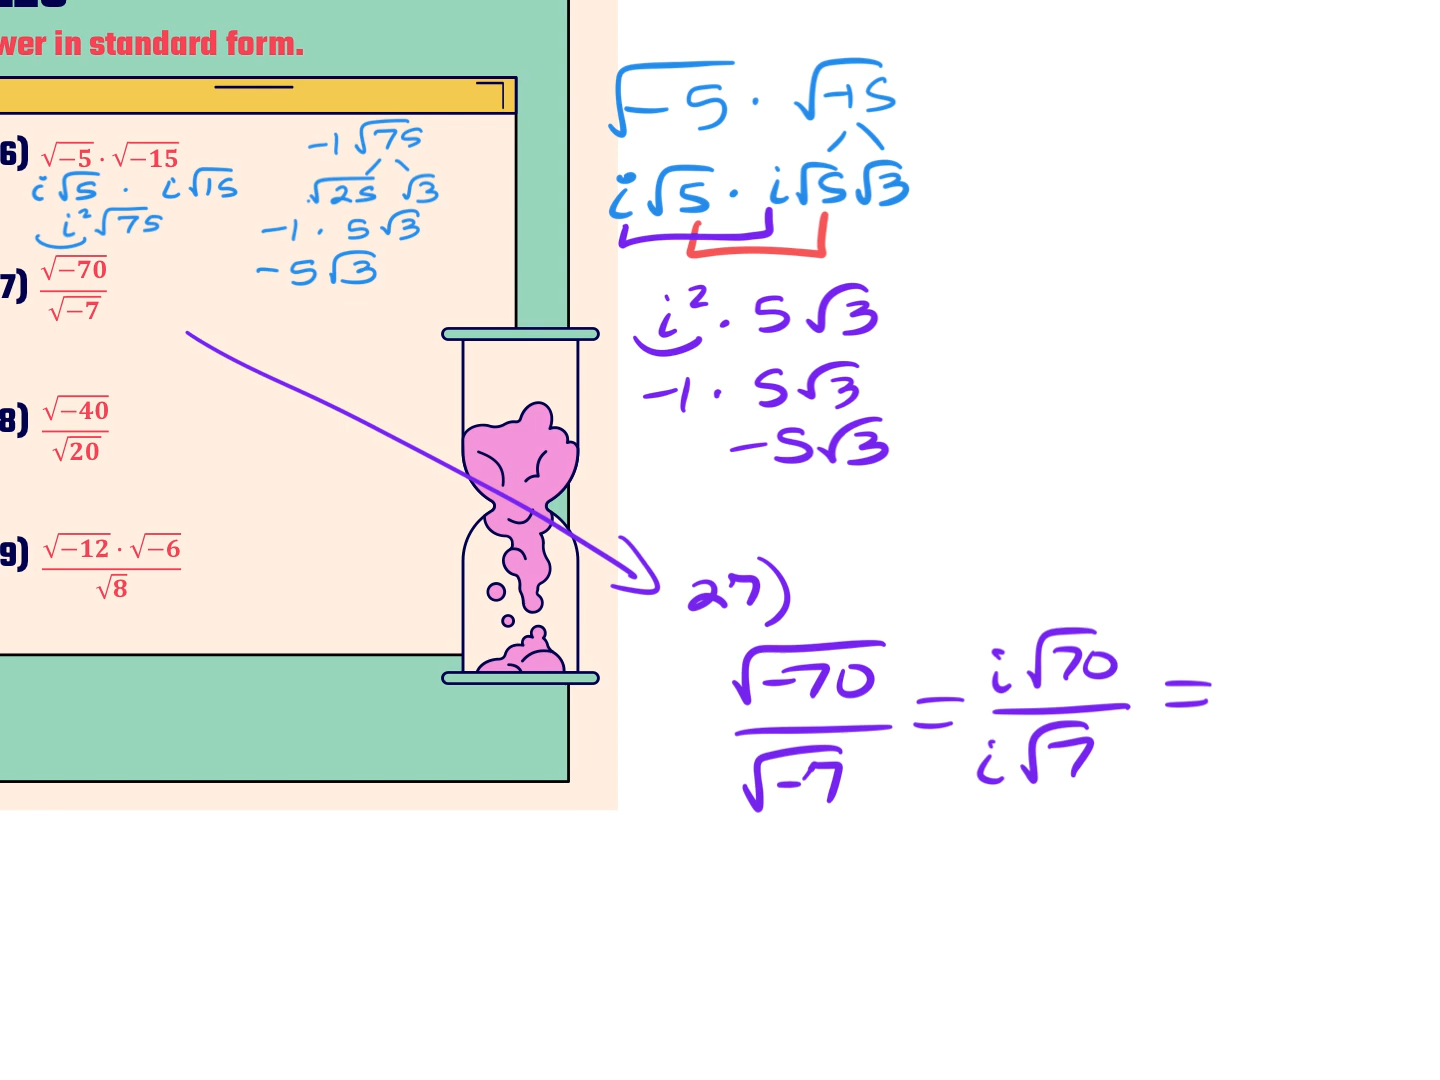 wer in standard form.
6) √−5 · √−15
i√5 · i√15
i²√75
−1√75
√25 √3
−1 · 5√3
−5√3
7) √−70 / √−7
8) √−40 / √20
9) √−12 · √−6 / √8
√−5 · √−15
i√5 · i√5√3
i² · 5√3
−1 · 5√3
−5√3
27)
√−70 / √−7 = i√70 / i√7 =